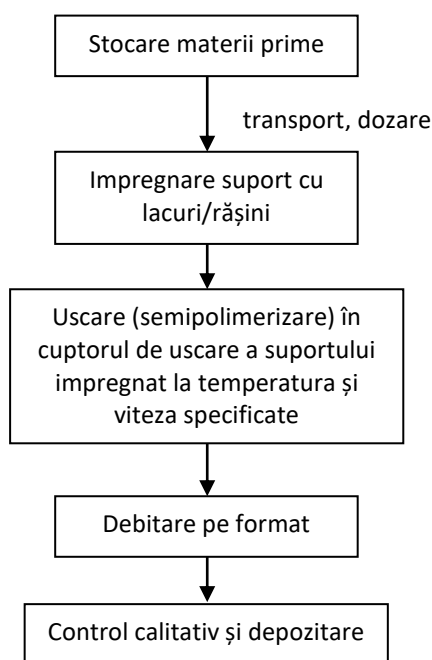 Stocare materii prime
transport, dozare
Impregnare suport cu
lacuri/rășini
Uscare (semipolimerizare) în
cuptorul de uscare a suportului
impregnat la temperatura și
viteza specificate
Debitare pe format
Control calitativ și depozitare